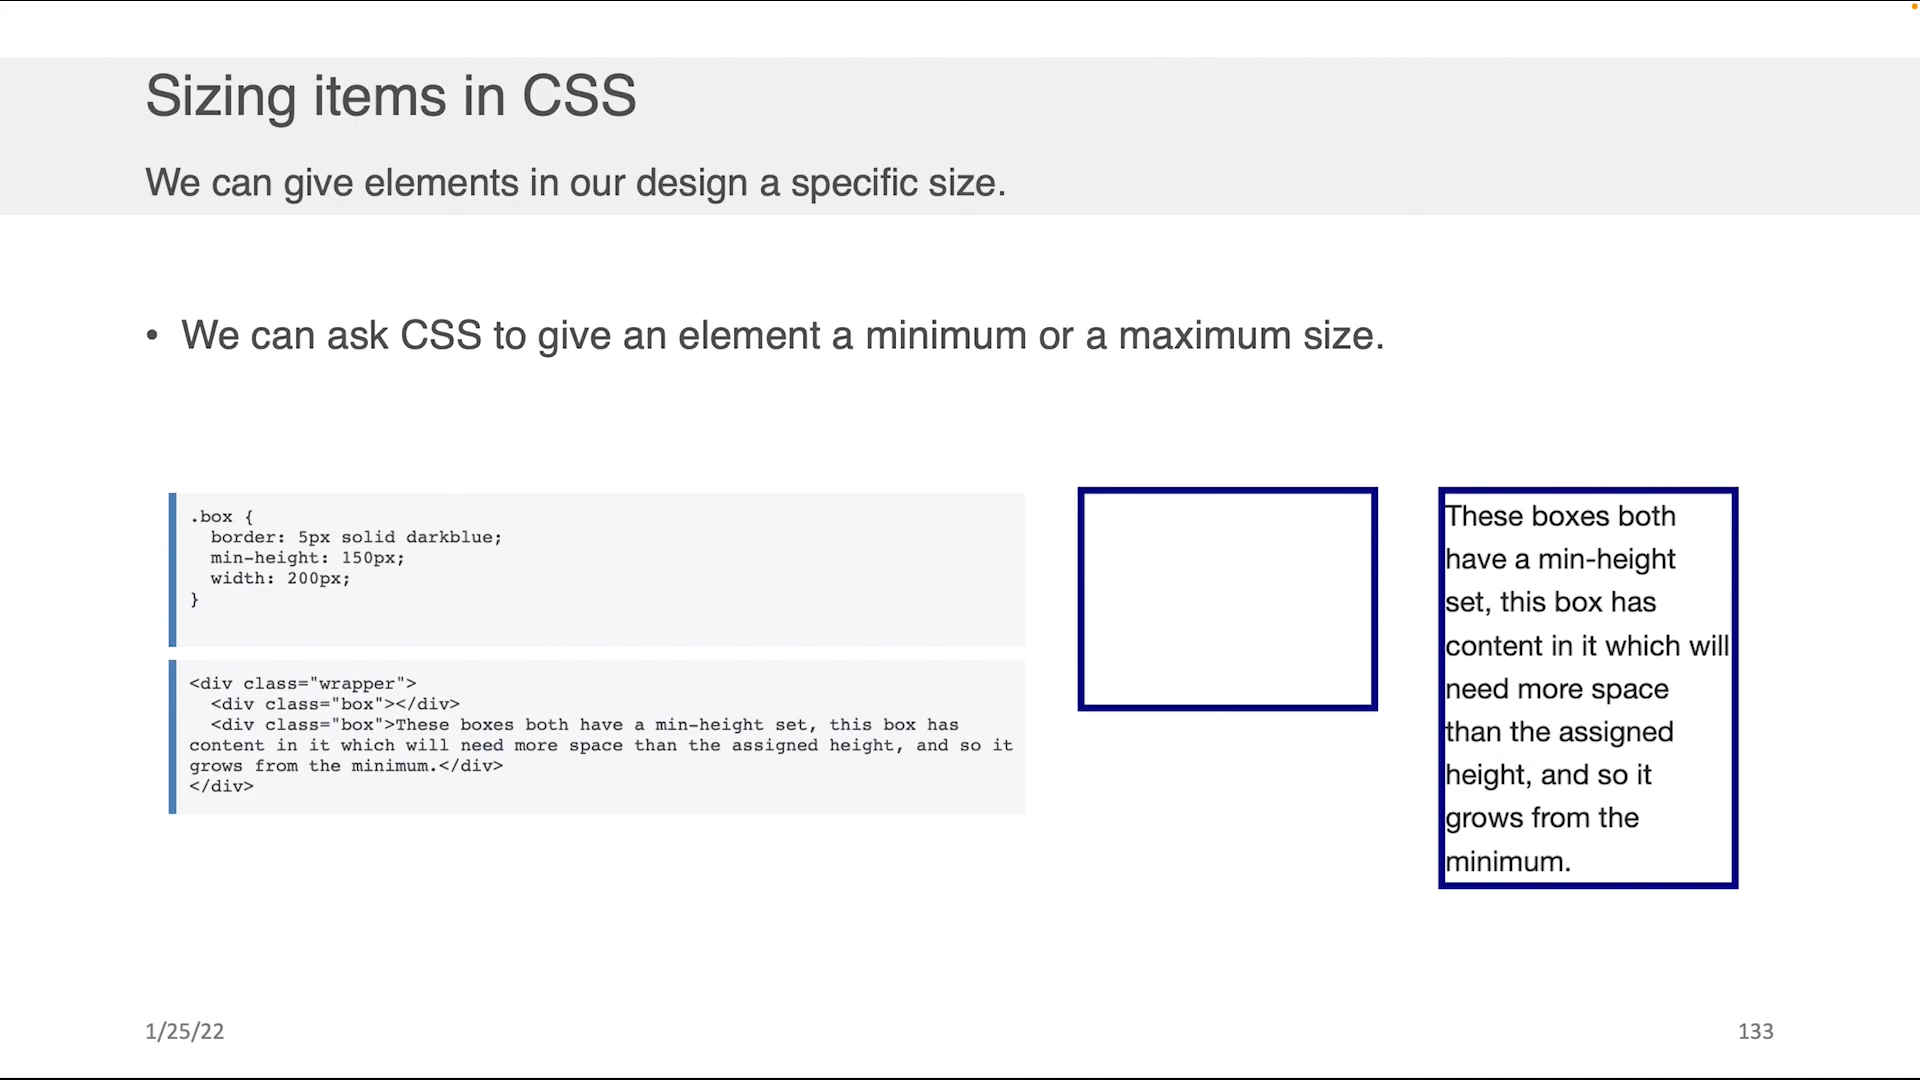 Sizing items in CSS
We can give elements in our design a specific size.
• We can ask CSS to give an element a minimum or a maximum size.
.box {
  border: 5px solid darkblue;
  min-height: 150px;
  width: 200px;
}
<div class="wrapper">
  <div class="box"></div>
  <div class="box">These boxes both have a min-height set, this box has
content in it which will need more space than the assigned height, and so it
grows from the minimum.</div>
</div>
These boxes both
have a min-height
set, this box has
content in it which will
need more space
than the assigned
height, and so it
grows from the
minimum.
1/25/22
133